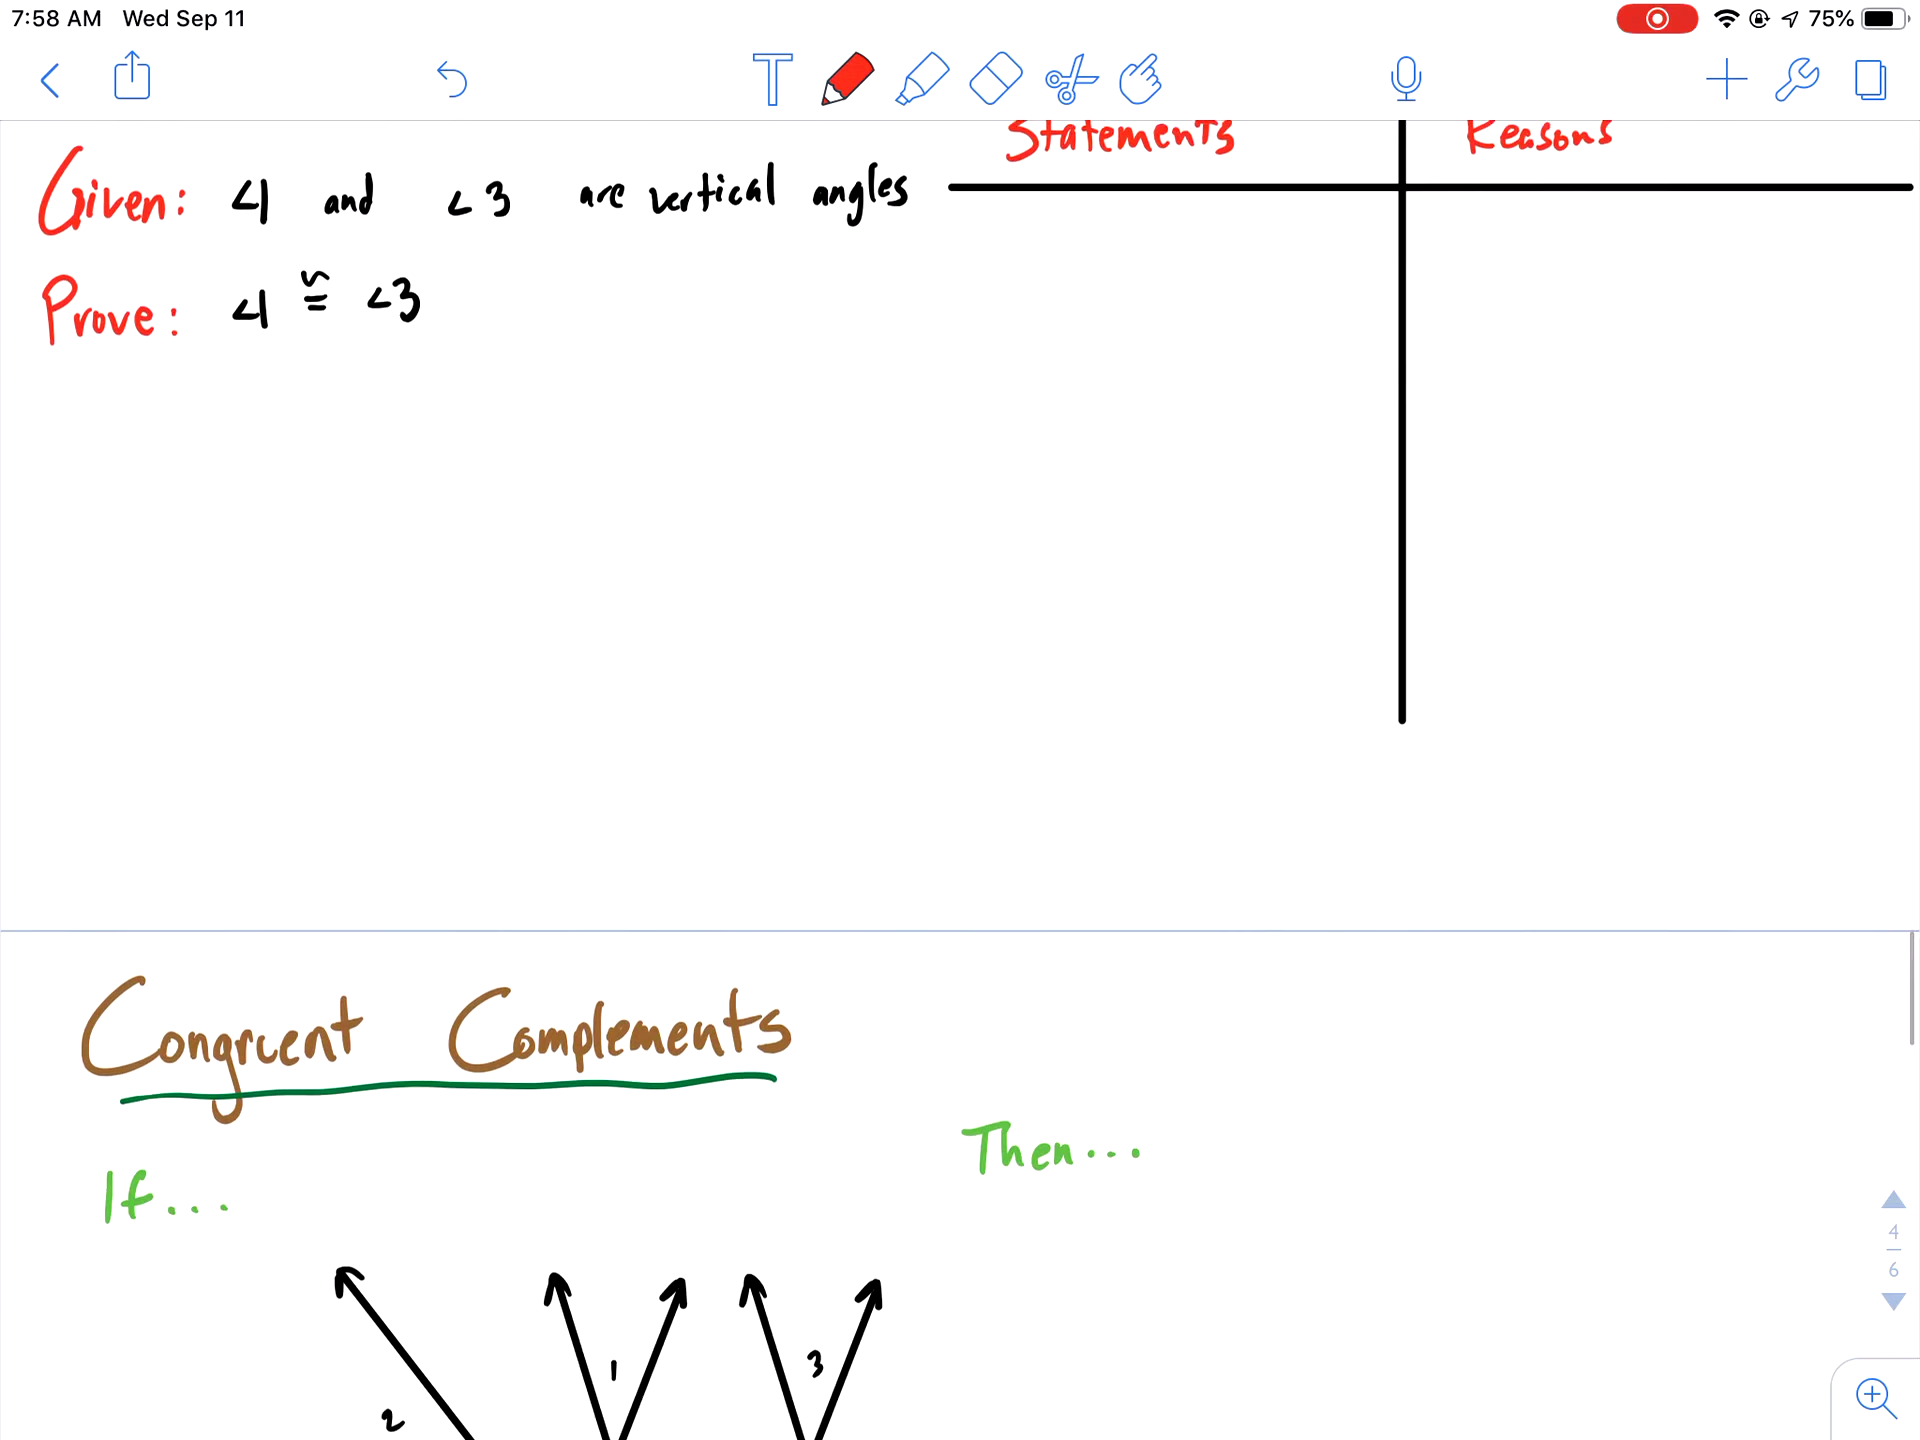 7:58 AM Wed Sep 11
75%
T
Statements Reasons
Given: ∠1 and ∠3 are vertical angles
Prove: ∠1 ≅ ∠3
Congruent Complements
Then...
If...
4
6
1
3
2